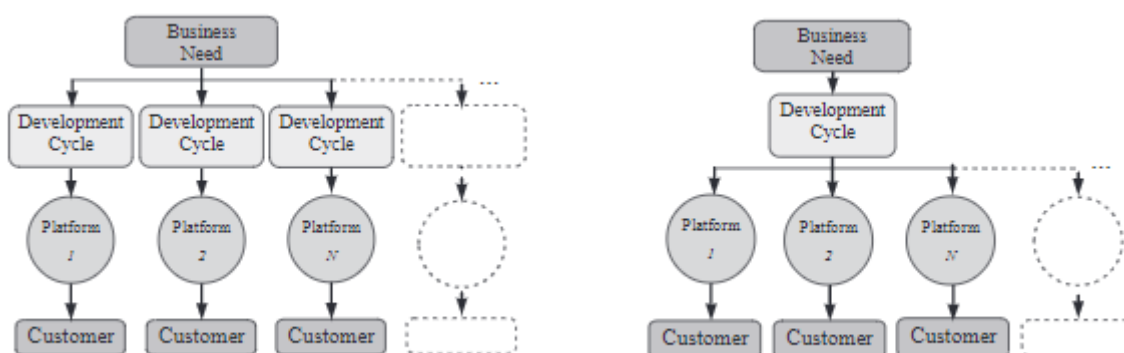 Business
Need
...
Development
Cycle
Development
Cycle
Development
Cycle
Platform
1
Platform
2
Platform
N
Customer
Customer
Customer
Business
Need
Development
Cycle
...
Platform
1
Platform
2
Platform
N
Customer
Customer
Customer